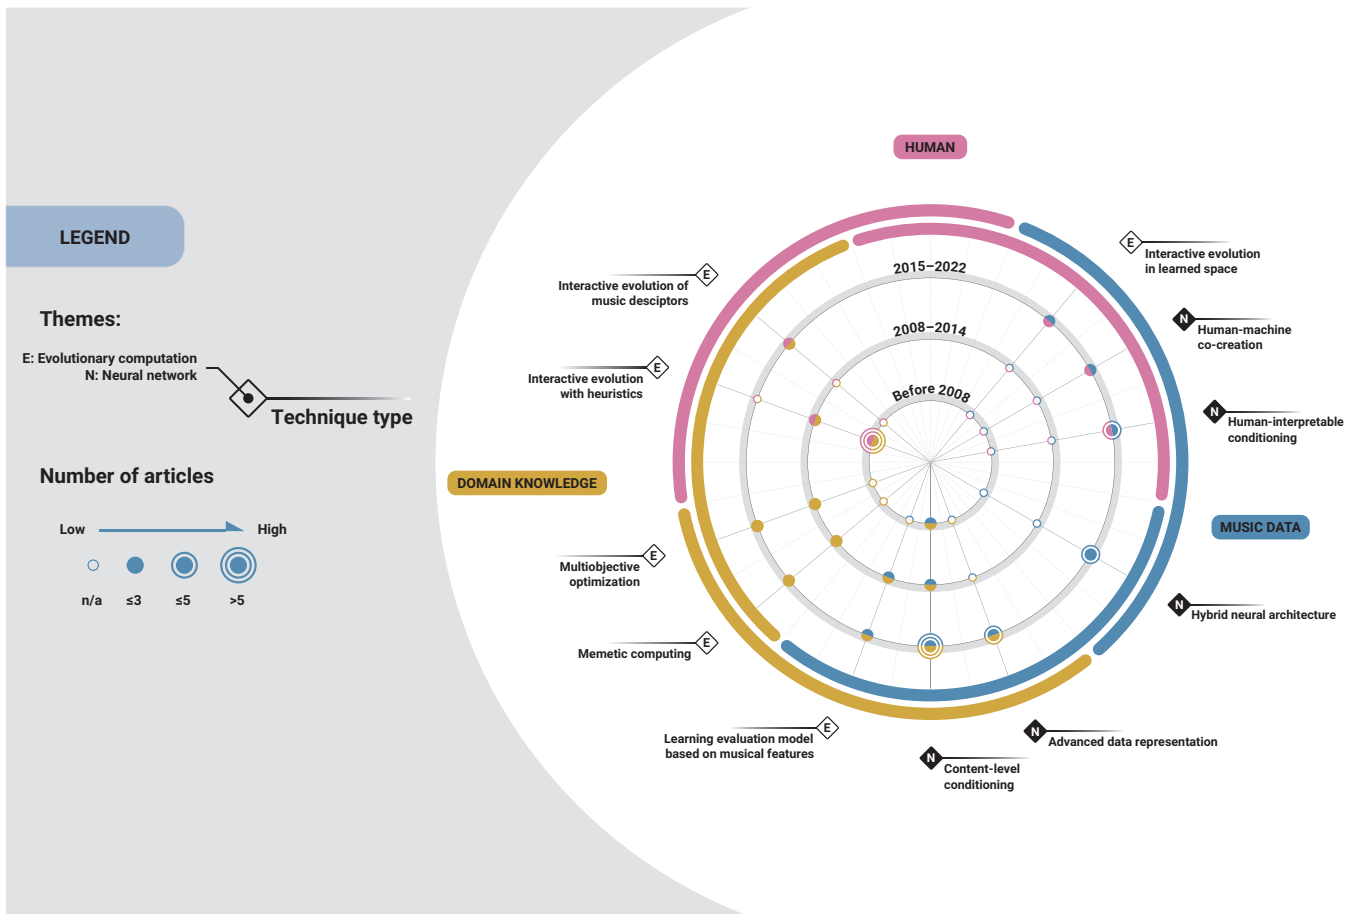 LEGEND
Themes:
E: Evolutionary computation
N: Neural network
Technique type
Number of articles
Low
High
n/a
≤3
≤5
>5
HUMAN
DOMAIN KNOWLEDGE
MUSIC DATA
2015–2022
2008–2014
Before 2008
E
Interactive evolution of
music desciptors
E
Interactive evolution
with heuristics
E
Multiobjective
optimization
E
Memetic computing
E
Learning evaluation model
based on musical features
N
Content-level
conditioning
N
Advanced data representation
N
Hybrid neural architecture
N
Human-interpretable
conditioning
N
Human-machine
co-creation
E
Interactive evolution
in learned space